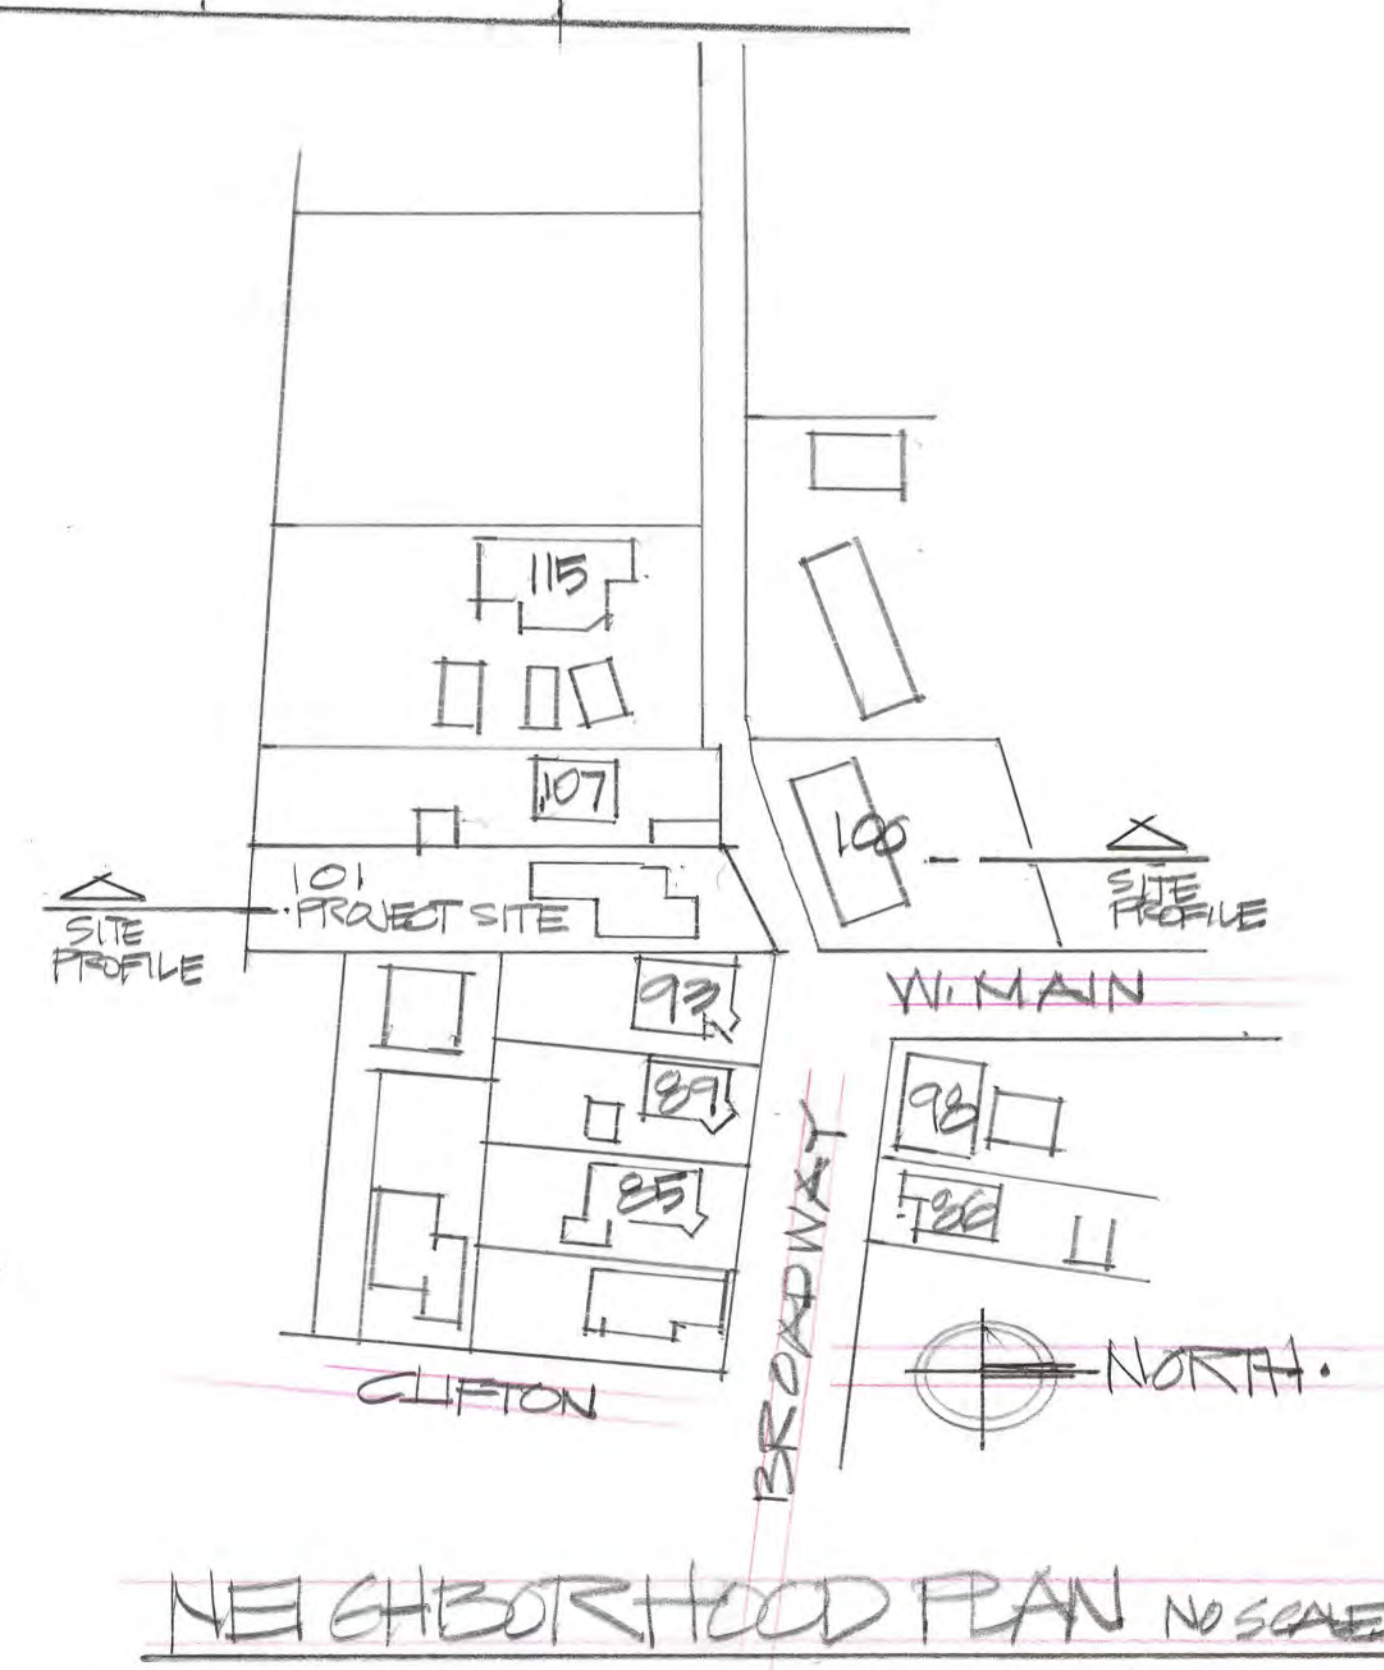 115
107
106
101
PROJECT SITE
SITE
PROFILE
SITE
PROFILE
93
W. MAIN
89
98
85
86
BROADWAY
NORTH.
CLIFTON
NEIGHBORHOOD PLAN NO SCALE